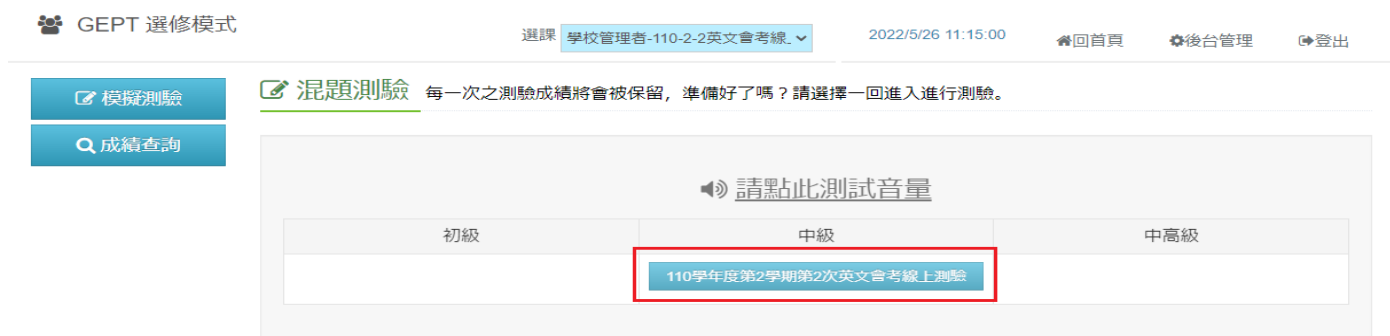 GEPT 選修模式
選課 學校管理者-110-2-2英文會考線
2022/5/26 11:15:00
回首頁
後台管理
登出
模擬測驗
成績查詢
混題測驗 每一次之測驗成績將會被保留，準備好了嗎？請選擇一回進入進行測驗。
請點此測試音量
初級 中級 中高級
110學年度第2學期第2次英文會考線上測驗